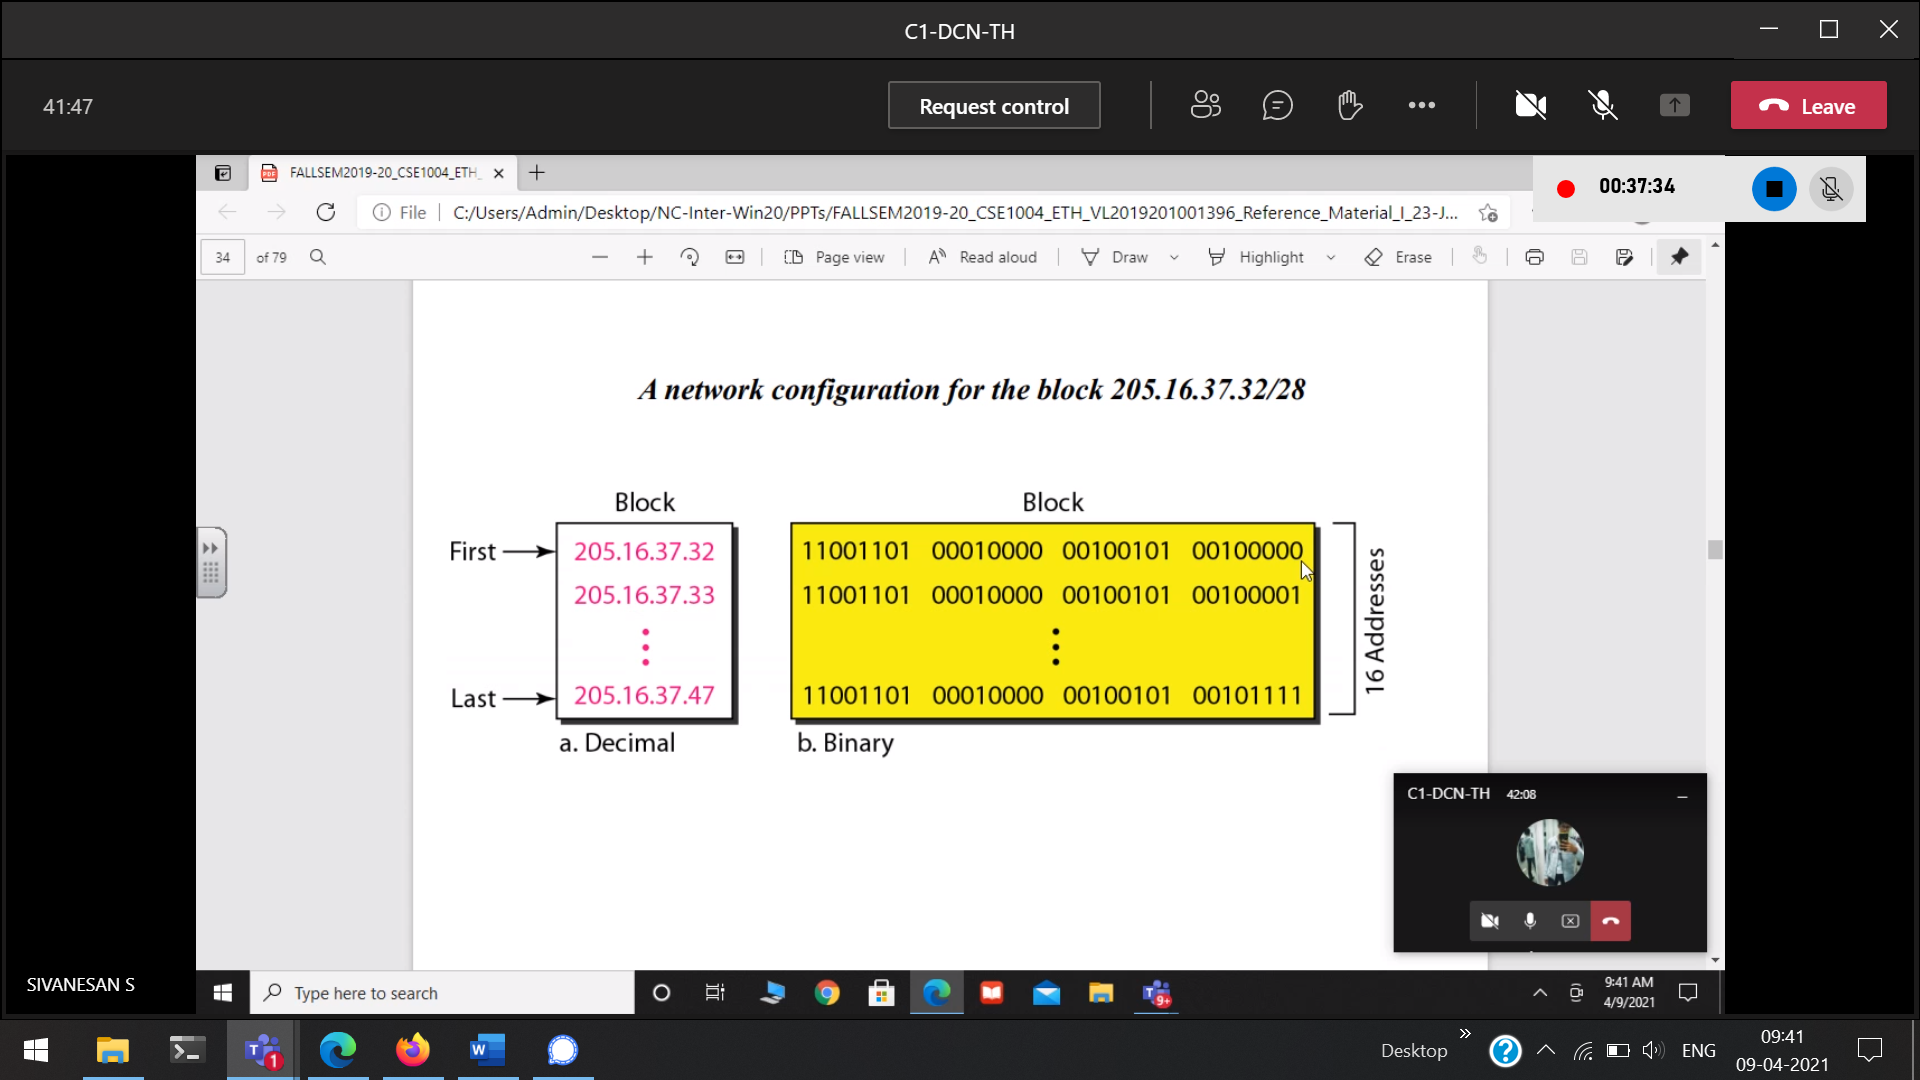 C1-DCN-TH
41:47
Request control
Leave
FALLSEM2019-20_CSE1004_ETH_
00:37:34
File
C:/Users/Admin/Desktop/NC-Inter-Win20/PPTs/FALLSEM2019-20_CSE1004_ETH_VL2019201001396_Reference_Material_I_23-J...
34 of 79
Page view
Read aloud
Draw
Highlight
Erase
A network configuration for the block 205.16.37.32/28
Block
Block
First 205.16.37.32 11001101 00010000 00100101 00100000
205.16.37.33 11001101 00010000 00100101 00100001
Last 205.16.37.47 11001101 00010000 00100101 00101111
16 Addresses
a. Decimal
b. Binary
C1-DCN-TH 42:08
SIVANESAN S
Type here to search
9+
9:41 AM
4/9/2021
1
Desktop
ENG
09:41
09-04-2021